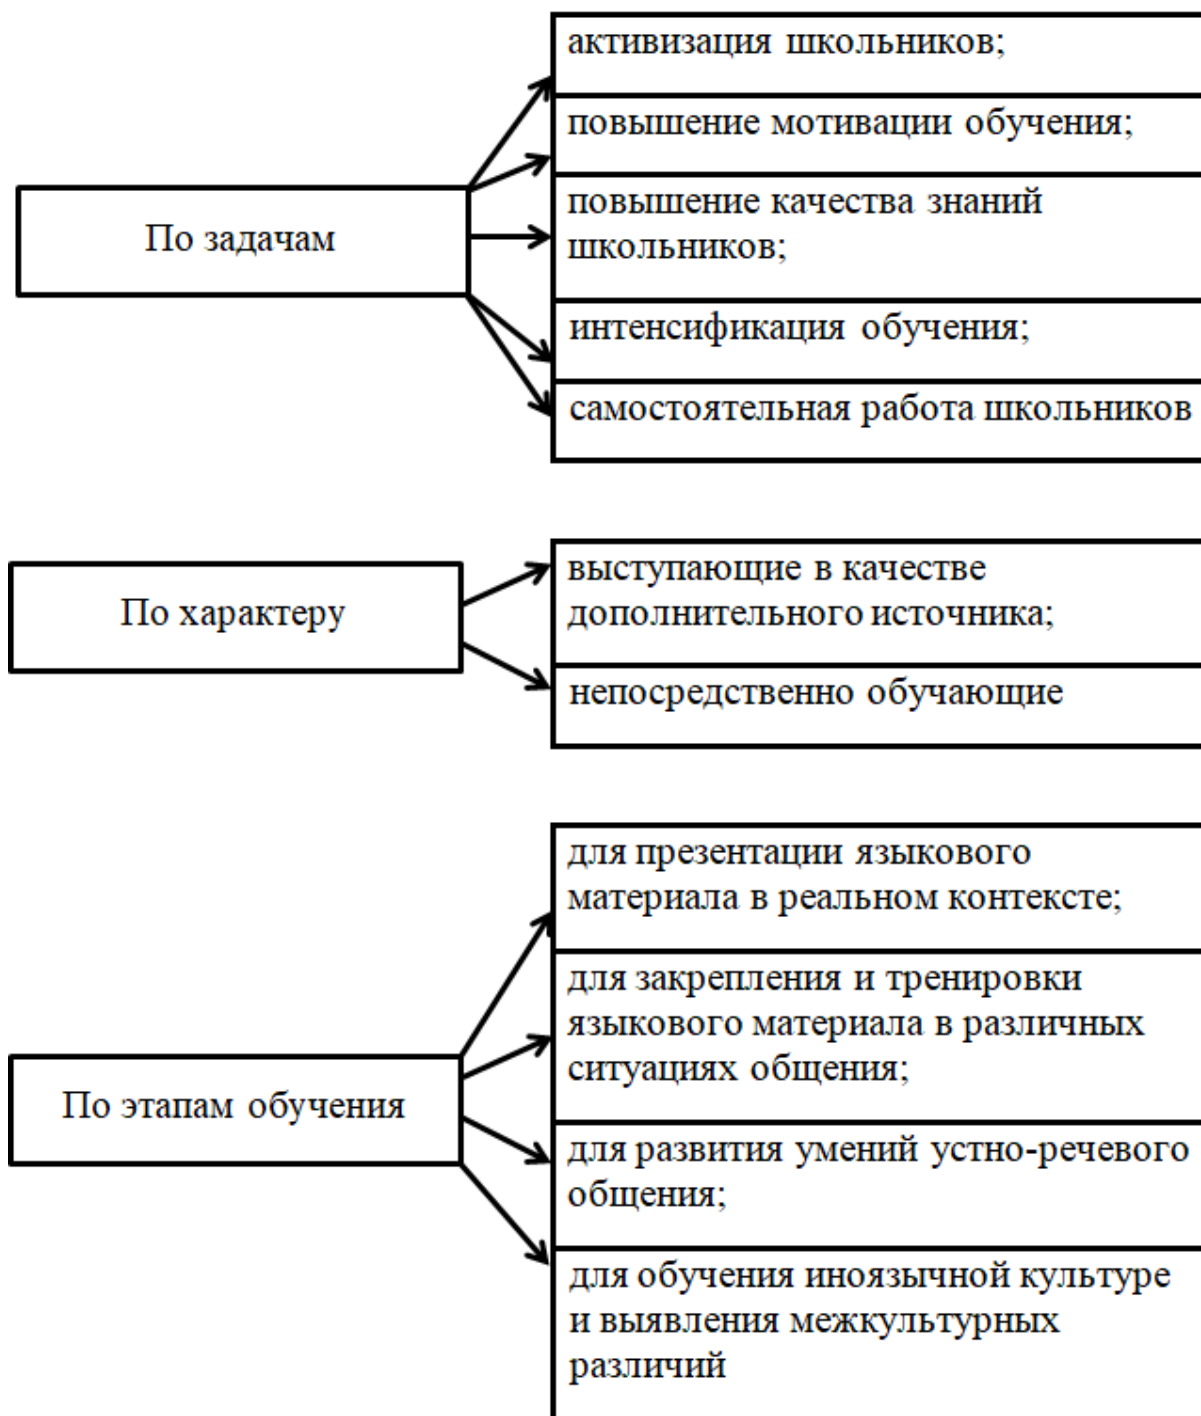 активизация школьников;
повышение мотивации обучения;
По задачам
повышение качества знаний
школьников;
интенсификация обучения;
самостоятельная работа школьников
По характеру
выступающие в качестве
дополнительного источника;
непосредственно обучающие
По этапам обучения
для презентации языкового
материала в реальном контексте;
для закрепления и тренировки
языкового материала в различных
ситуациях общения;
для развития умений устно-речевого
общения;
для обучения иноязычной культуре
и выявления межкультурных
различий